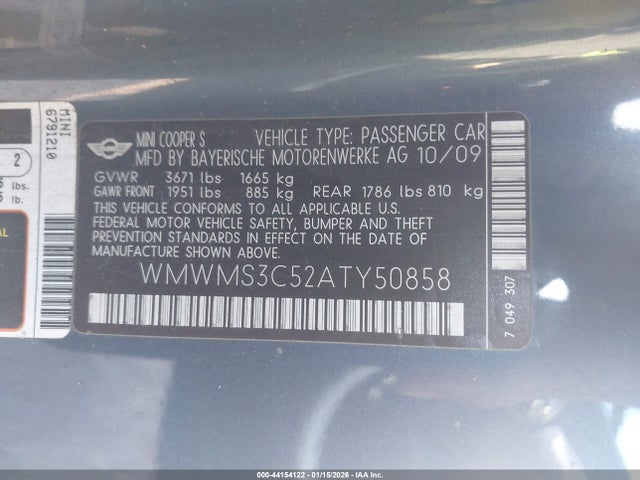 MINI
6791210
2
lbs.
lb.
MINI COOPER S VEHICLE TYPE: PASSENGER CAR
MFD BY BAYERISCHE MOTORENWERKE AG 10/09
GVWR 3671 lbs 1665 kg
GAWR FRONT 1951 lbs 885 kg REAR 1786 lbs 810 kg
THIS VEHICLE CONFORMS TO ALL APPLICABLE U.S.
FEDERAL MOTOR VEHICLE SAFETY, BUMPER AND THEFT
PREVENTION STANDARDS IN EFFECT ON THE DATE OF
MANUFACTURE SHOWN ABOVE.
WMWMS3C52ATY50858
7 049 307
000-44154122 - 01/15/2026 - IAA, Inc.